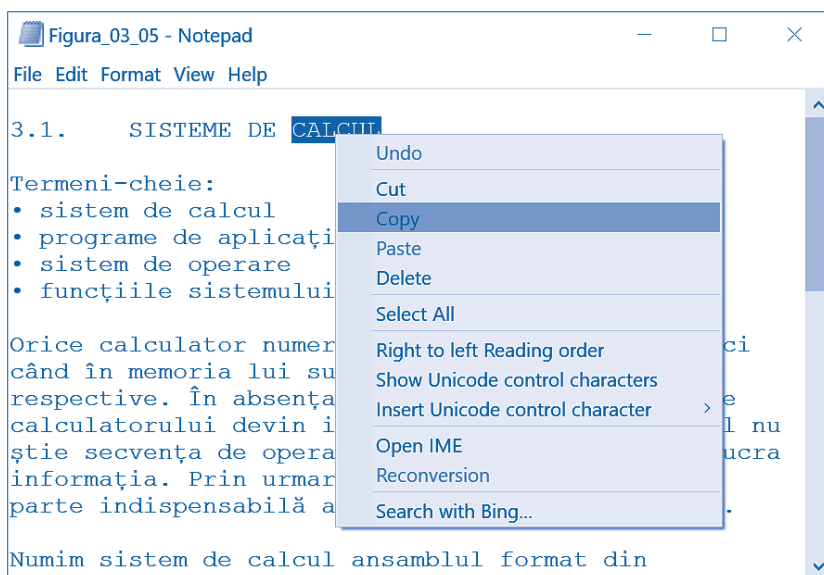 Figura_03_05 - Notepad
File Edit Format View Help
3.1. SISTEME DE CALCUL
Termeni-cheie:
• sistem de calcul
• programe de aplicați
• sistem de operare
• funcțiile sistemului
Orice calculator numer ci
când în memoria lui su
respective. În absența e
calculatorului devin i l nu
știe secvența de opera ucra
informația. Prin urmar
parte indispensabilă a .
Numim sistem de calcul ansamblul format din
Undo
Cut
Copy
Paste
Delete
Select All
Right to left Reading order
Show Unicode control characters
Insert Unicode control character >
Open IME
Reconversion
Search with Bing...